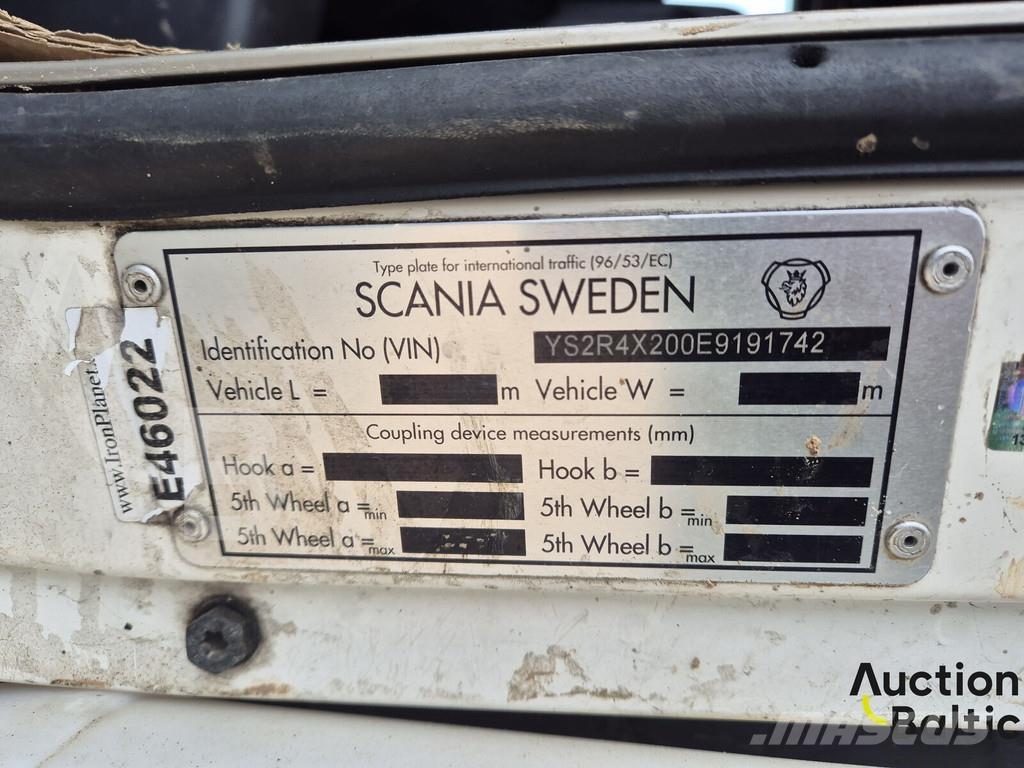 Type plate for international traffic (96/53/EC)
SCANIA SWEDEN
Identification No (VIN) YS2R4X200E9191742
Vehicle L = m Vehicle W = m
Coupling device measurements (mm)
Hook a = Hook b =
5th Wheel a =min 5th Wheel b =min
5th Wheel a =max 5th Wheel b =max
www.IronPlanet.
E46022
13
Auction
Baltic
MASCUS